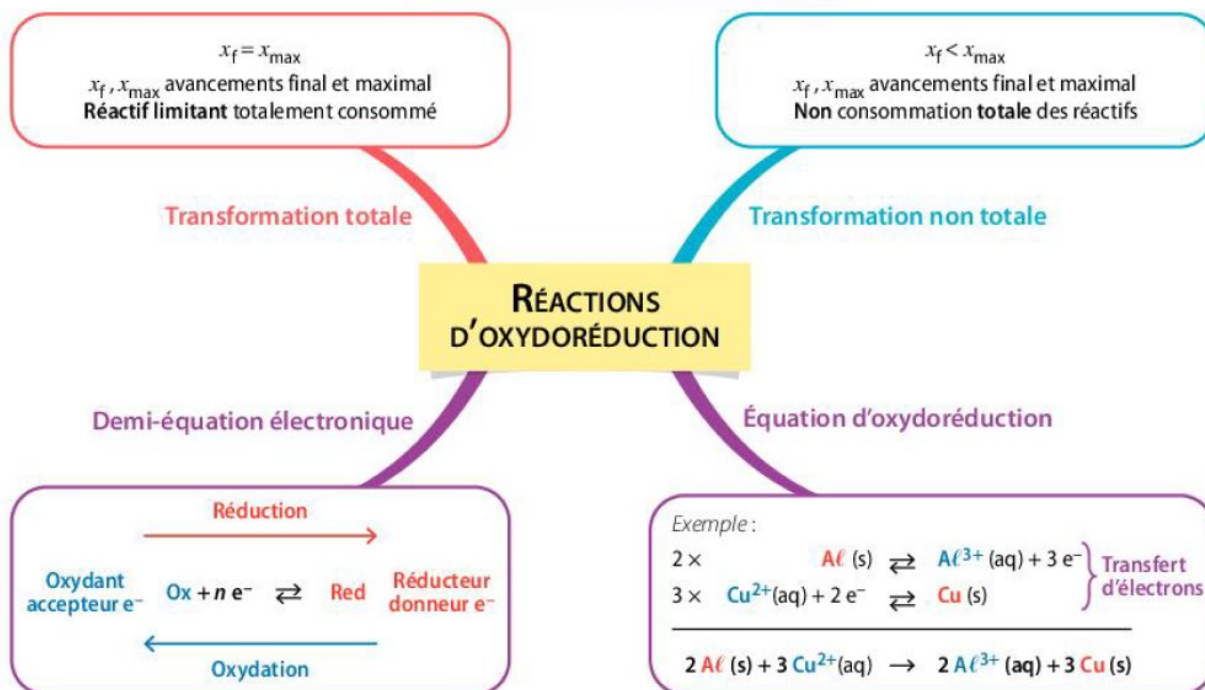 x_f = x_max
x_f , x_max avancements final et maximal
Réactif limitant totalement consommé
x_f < x_max
x_f , x_max avancements final et maximal
Non consommation totale des réactifs
Transformation totale
Transformation non totale
RÉACTIONS
D'OXYDORÉDUCTION
Demi-équation électronique
Équation d'oxydoréduction
Réduction
Oxydant
accepteur e⁻
Ox + n e⁻ ⇄ Red
Réducteur
donneur e⁻
Oxydation
Exemple :
2 × Aℓ (s) ⇄ Aℓ³⁺ (aq) + 3 e⁻
3 × Cu²⁺(aq) + 2 e⁻ ⇄ Cu (s)
Transfert
d'électrons
2 Aℓ (s) + 3 Cu²⁺(aq) → 2 Aℓ³⁺ (aq) + 3 Cu (s)